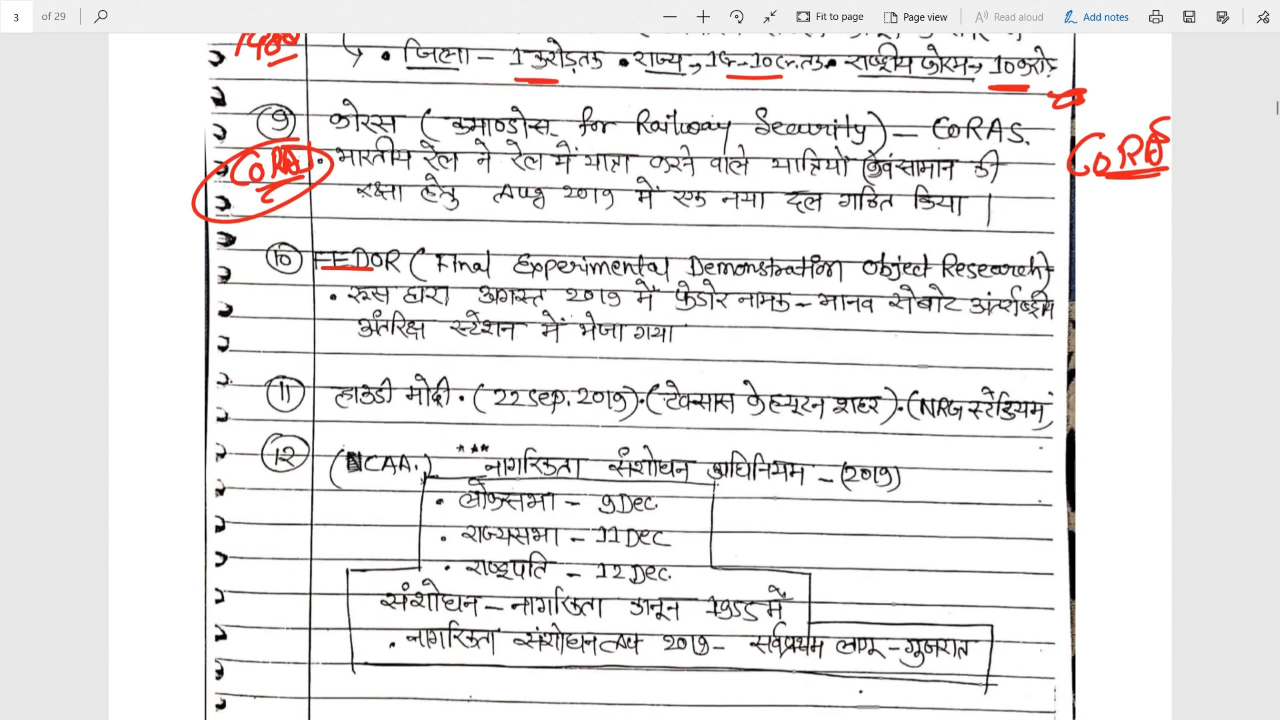 3 of 29 Fit to page Page view Read aloud Add notes
• जिला – 1 करोड़ तक • राज्य → 1Cr-10Cr. तक • राष्ट्रीय फोरम → 10 करोड़
9 कोरस ( कमाण्डोस for Railway Security) – CORAS.
CORAS
CORAS
• भारतीय रेल ने रेल में यात्रा करने वाले यात्रियों एवं सामान की
रक्षा हेतु Aug 2019 में एक नया दल गठित किया |
10 FEDOR ( Final Experimental Demonstration Object Research)
• रूस द्वारा अगस्त 2019 में फेडोर नामक – मानव रोबोट अंतर्राष्ट्रीय
अंतरिक्ष स्टेशन में भेजा गया
11 हाउडी मोदी • (22 Sep. 2019) • (टेक्सास के ह्यूस्टन शहर) • (NRG स्टेडियम)
12 (CAA.) *** नागरिकता संशोधन अधिनियम – (2019)
• लोकसभा – 9 Dec.
• राज्यसभा – 11 Dec
• राष्ट्रपति – 12 Dec.
संशोधन – नागरिकता कानून 1955 में
• नागरिकता संशोधन 2019 – सर्वप्रथम लागू – गुजरात